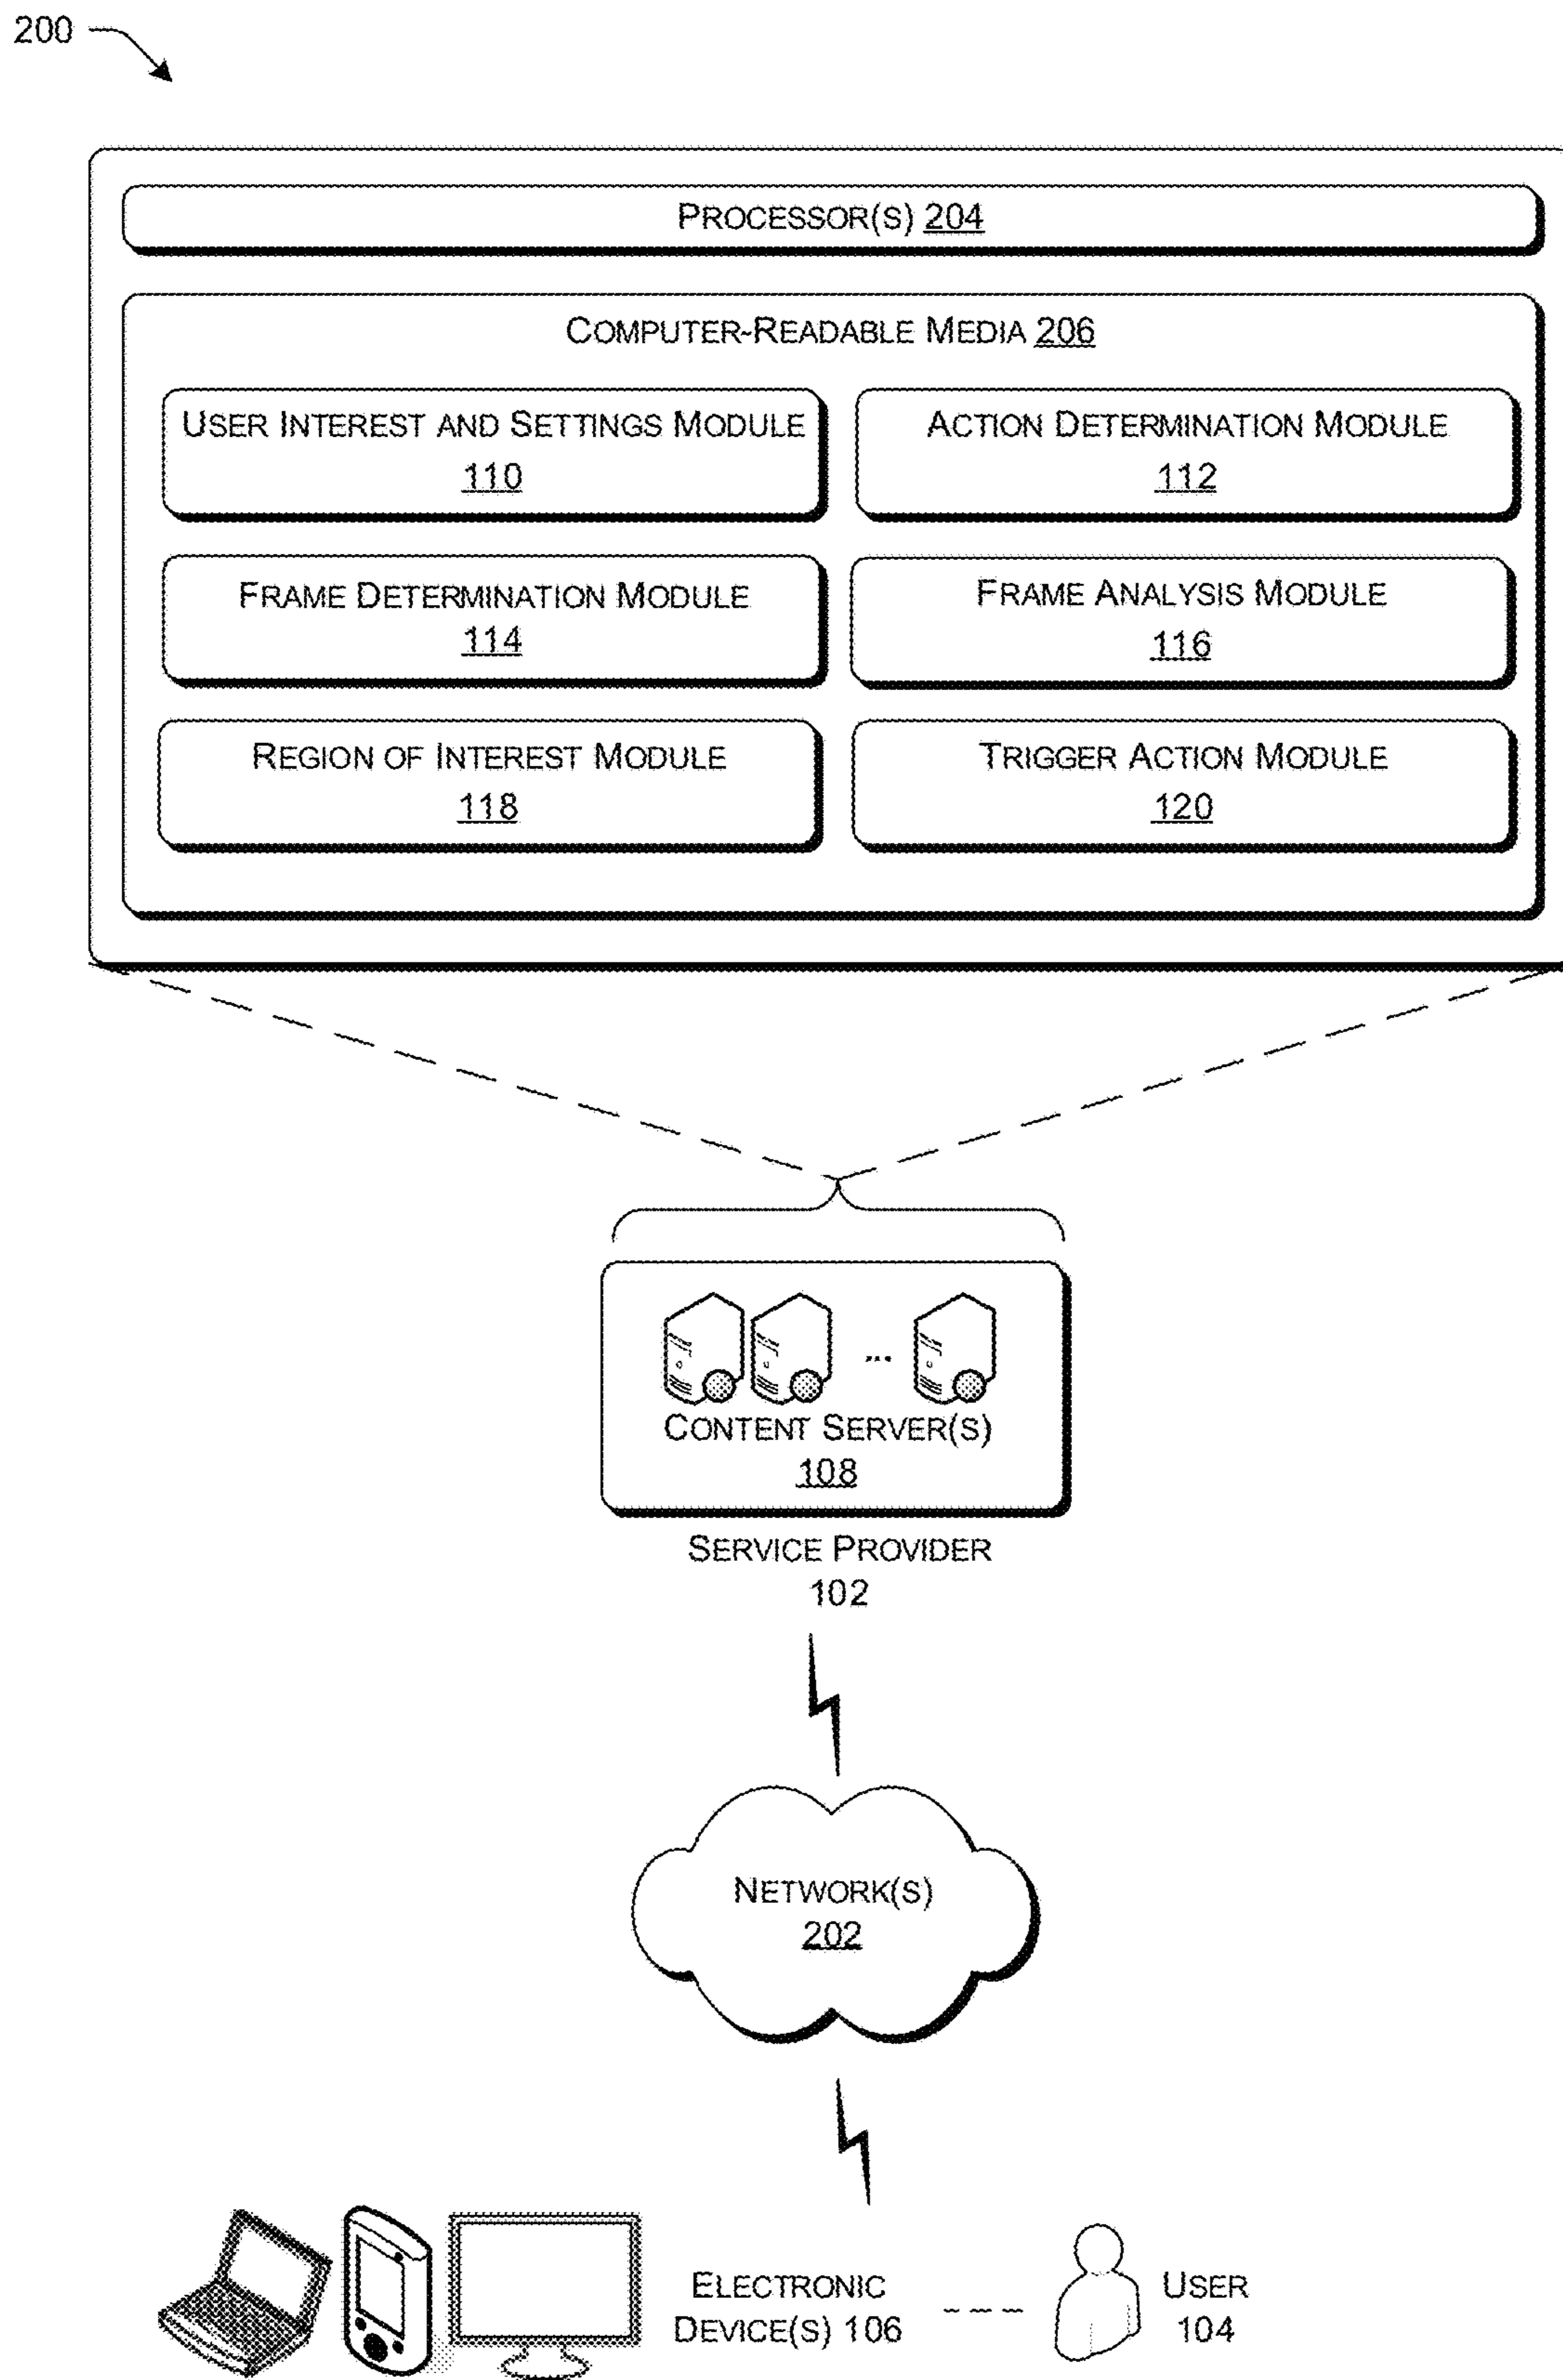 200
PROCESSOR(S) 204
COMPUTER-READABLE MEDIA 206
USER INTEREST AND SETTINGS MODULE
110
ACTION DETERMINATION MODULE
112
FRAME DETERMINATION MODULE
114
FRAME ANALYSIS MODULE
116
REGION OF INTEREST MODULE
118
TRIGGER ACTION MODULE
120
...
CONTENT SERVER(S)
108
SERVICE PROVIDER
102
NETWORK(S)
202
ELECTRONIC
DEVICE(S) 106
USER
104